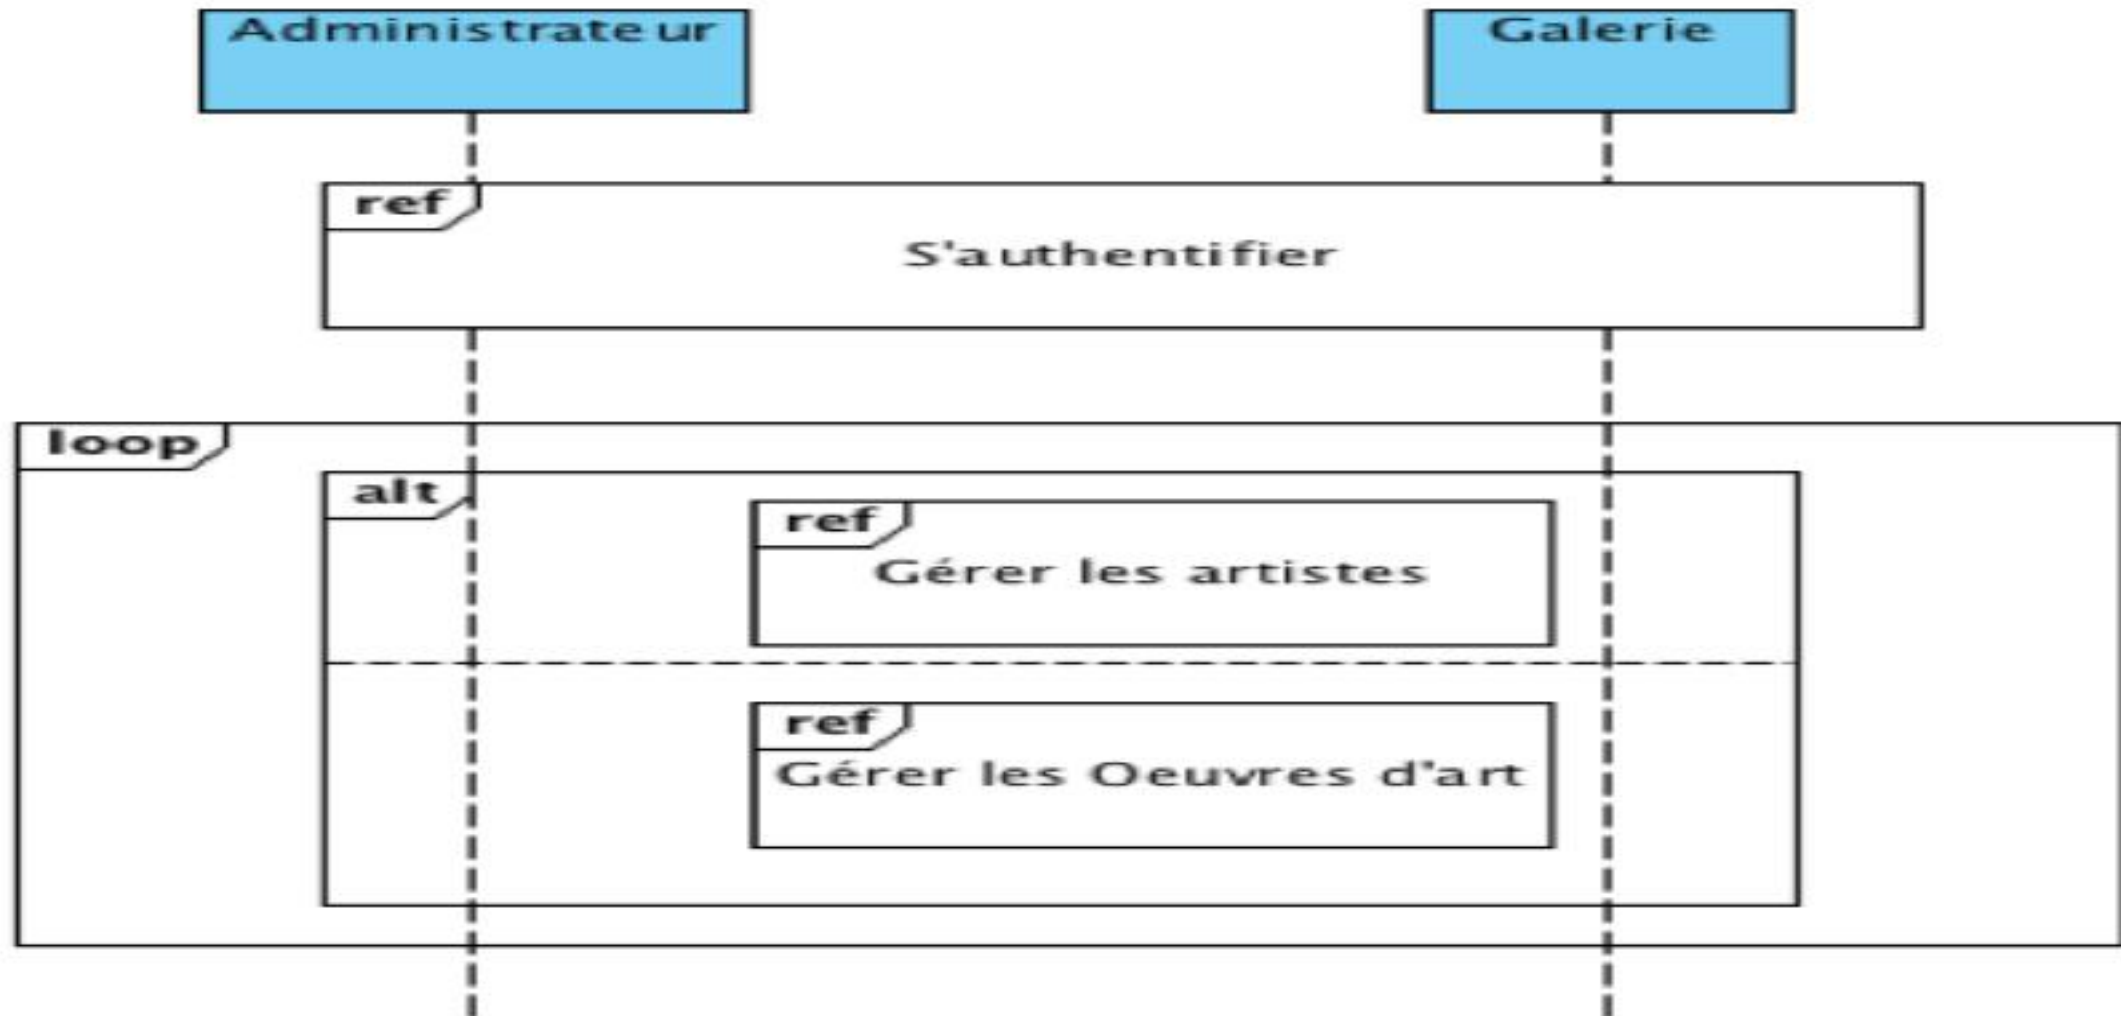 Administrateur
Galerie
ref
S'authentifier
loop
alt
ref
Gérer les artistes
ref
Gérer les Oeuvres d'art